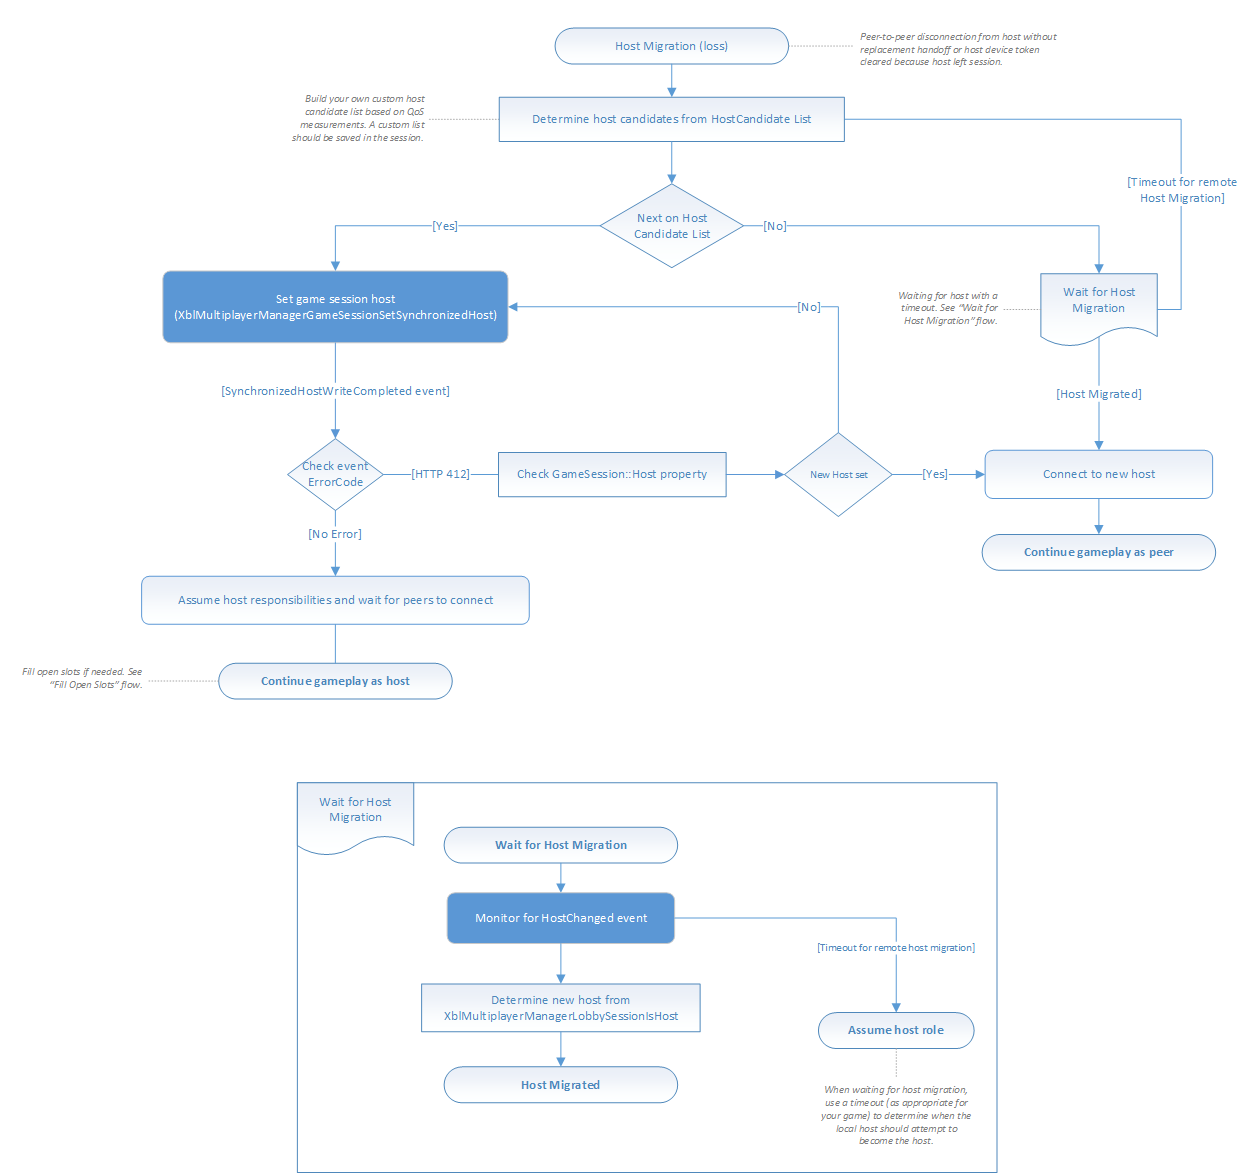 Host Migration (loss)
Peer-to-peer disconnection from host without
replacement handoff or host device token
cleared because host left session.
Build your own custom host
candidate list based on QoS
measurements. A custom list
should be saved in the session.
Determine host candidates from HostCandidate List
[Timeout for remote
Host Migration]
Next on Host
Candidate List
[Yes]
[No]
Set game session host
(XblMultiplayerManagerGameSessionSetSynchronizedHost)
[No]
Waiting for host with a
timeout. See "Wait for
Host Migration" flow.
Wait for Host
Migration
[SynchronizedHostWriteCompleted event]
[Host Migrated]
Check event
ErrorCode
[HTTP 412]
Check GameSession::Host property
New Host set
[Yes]
Connect to new host
[No Error]
Continue gameplay as peer
Assume host responsibilities and wait for peers to connect
Fill open slots if needed. See
"Fill Open Slots" flow.
Continue gameplay as host
Wait for Host
Migration
Wait for Host Migration
Monitor for HostChanged event
[Timeout for remote host migration]
Determine new host from
XblMultiplayerManagerLobbySessionIsHost
Assume host role
Host Migrated
When waiting for host migration,
use a timeout (as appropriate for
your game) to determine when the
local host should attempt to
become the host.